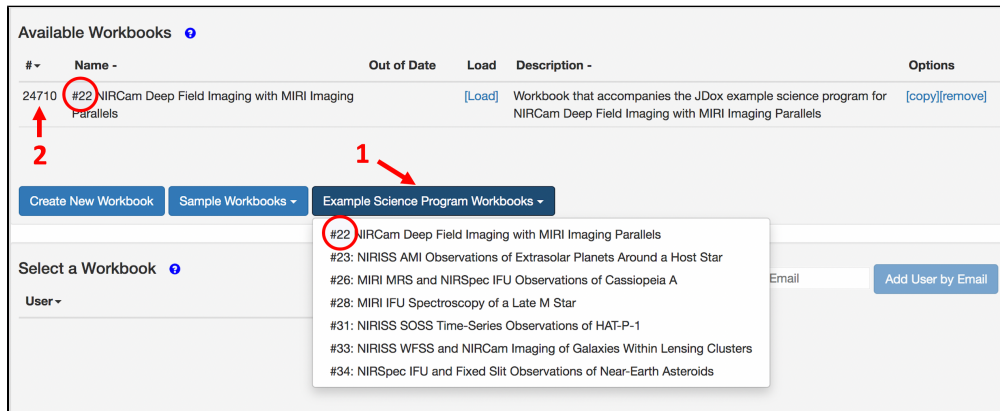 Available Workbooks ?
# Name - Out of Date Load Description - Options
24710 #22 NIRCam Deep Field Imaging with MIRI Imaging [Load] Workbook that accompanies the JDox example science program for [copy][remove]
Parallels NIRCam Deep Field Imaging with MIRI Imaging Parallels
2
1
Create New Workbook Sample Workbooks Example Science Program Workbooks
#22 NIRCam Deep Field Imaging with MIRI Imaging Parallels
#23: NIRISS AMI Observations of Extrasolar Planets Around a Host Star
Select a Workbook ?
#26: MIRI MRS and NIRSpec IFU Observations of Cassiopeia A
Email Add User by Email
User
#28: MIRI IFU Spectroscopy of a Late M Star
#31: NIRISS SOSS Time-Series Observations of HAT-P-1
#33: NIRISS WFSS and NIRCam Imaging of Galaxies Within Lensing Clusters
#34: NIRSpec IFU and Fixed Slit Observations of Near-Earth Asteroids